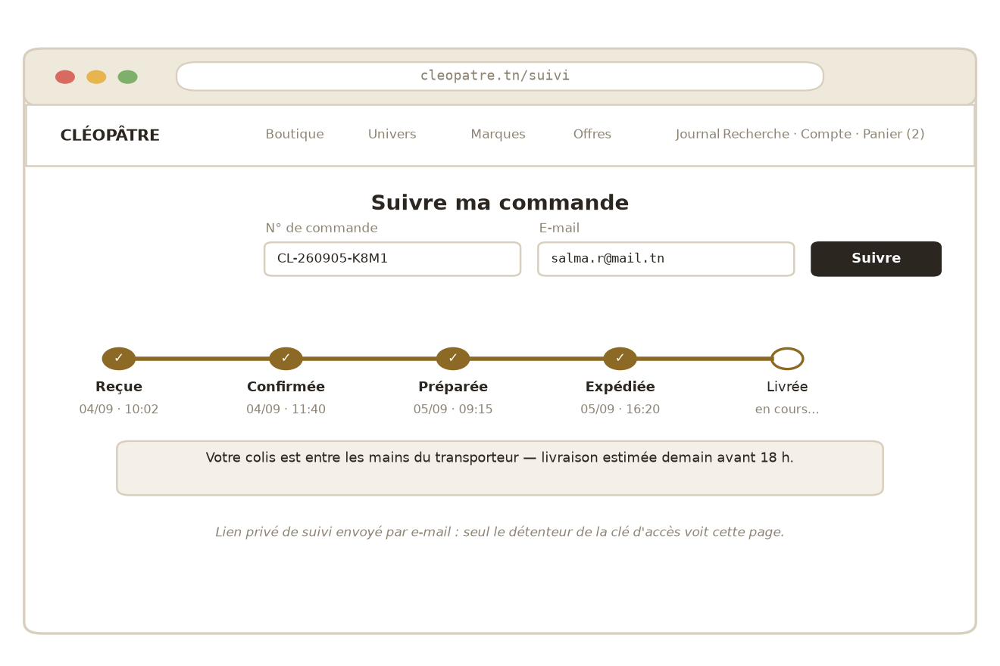 cleopatre.tn/suivi
CLÉOPÂTRE Boutique Univers Marques Offres Journal Recherche · Compte · Panier (2)
Suivre ma commande
N° de commande E-mail
CL-260905-K8M1 salma.r@mail.tn Suivre
✓ ✓ ✓ ✓
Reçue Confirmée Préparée Expédiée Livrée
04/09 · 10:02 04/09 · 11:40 05/09 · 09:15 05/09 · 16:20 en cours…
Votre colis est entre les mains du transporteur — livraison estimée demain avant 18 h.
Lien privé de suivi envoyé par e-mail : seul le détenteur de la clé d'accès voit cette page.